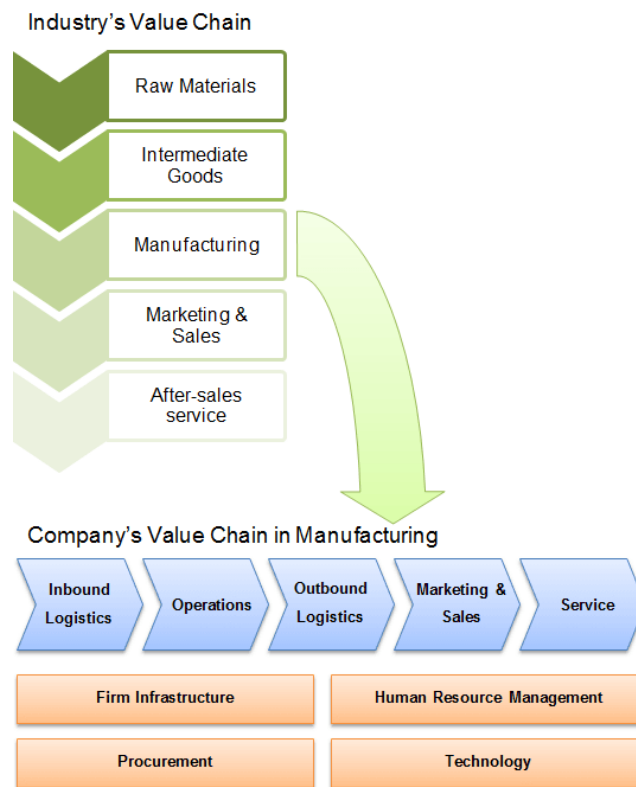 Industry's Value Chain
Raw Materials
Intermediate
Goods
Manufacturing
Marketing &
Sales
After-sales
service
Company's Value Chain in Manufacturing
Inbound
Logistics
Operations
Outbound
Logistics
Marketing &
Sales
Service
Firm Infrastructure
Human Resource Management
Procurement
Technology